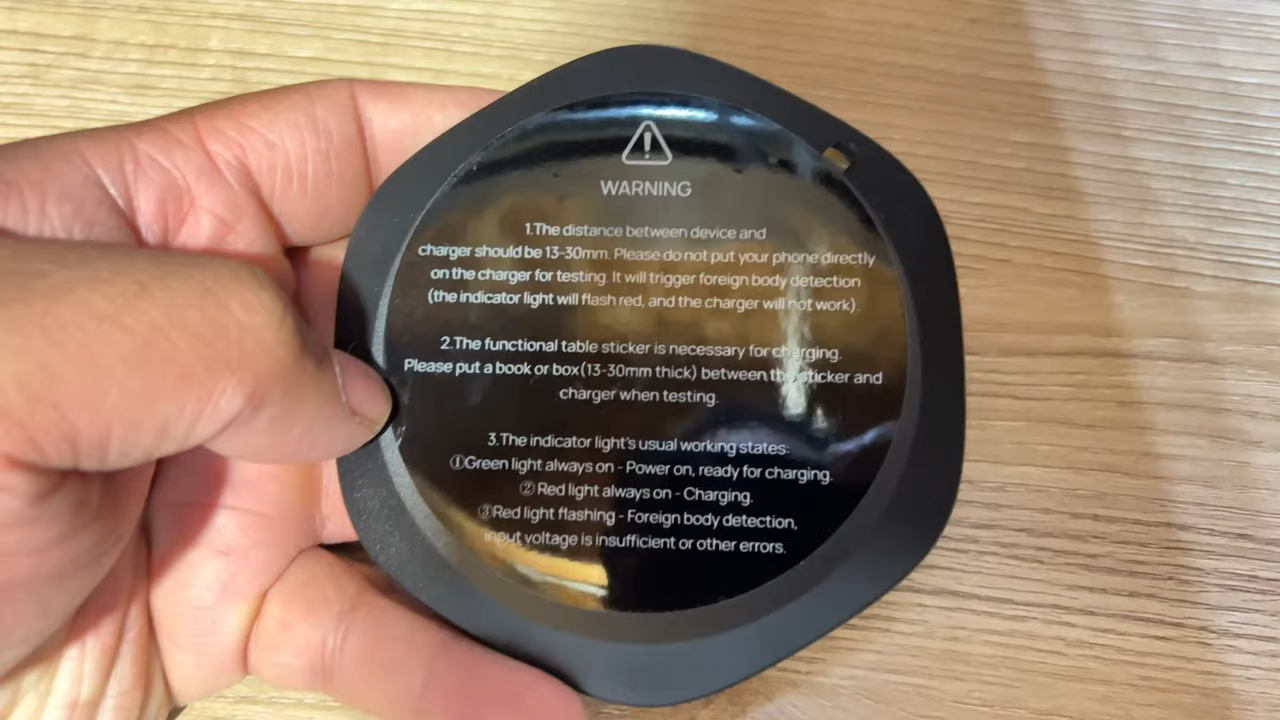 WARNING
1.The distance between device and
charger should be 13-30mm. Please do not put your phone directly
on the charger for testing. It will trigger foreign body detection
(the indicator light will flash red, and the charger will not work).
2.The functional table sticker is necessary for charging.
Please put a book or box(13-30mm thick) between the sticker and
charger when testing.
3.The indicator light's usual working states:
①Green light always on - Power on, ready for charging.
② Red light always on - Charging.
③Red light flashing - Foreign body detection,
input voltage is insufficient or other errors.